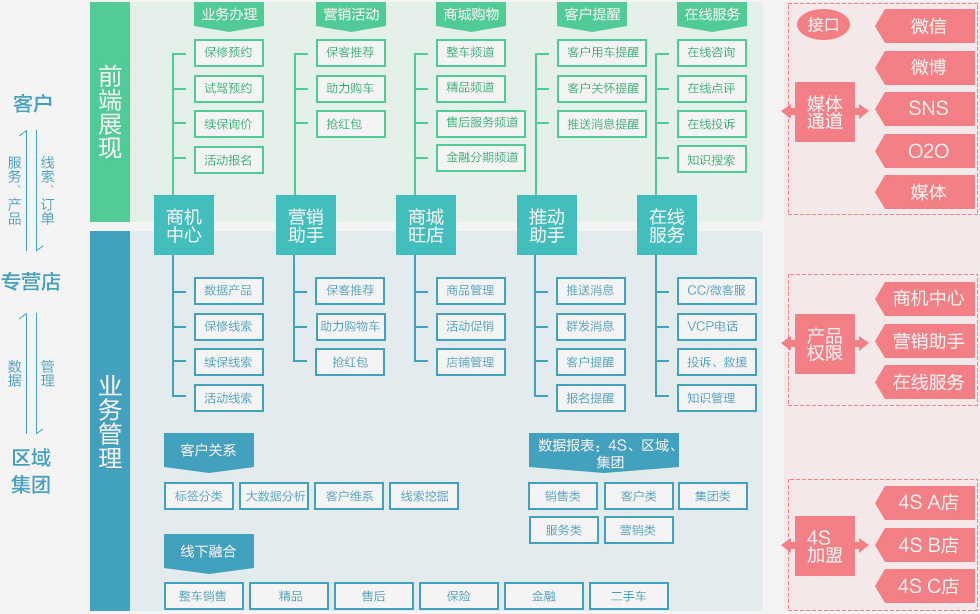 客户
服务、产品
线索、订单
专营店
数据
管理
区域
集团
前端展现
业务办理
保修预约
试驾预约
续保询价
活动报名
营销活动
保客推荐
助力购车
抢红包
商城购物
整车频道
精品频道
售后服务频道
金融分期频道
客户提醒
客户用车提醒
客户关怀提醒
推送消息提醒
在线服务
在线咨询
在线点评
在线投诉
知识搜索
商机
中心
营销
助手
商城
旺店
推动
助手
在线
服务
业务管理
数据产品
保修线索
续保线索
活动线索
保客推荐
助力购物车
抢红包
商品管理
活动促销
店铺管理
推送消息
群发消息
客户提醒
报名提醒
CC/微客服
VCP电话
投诉、救援
知识管理
客户关系
标签分类
大数据分析
客户维系
线索挖掘
数据报表：4S、区域、
集团
销售类
客户类
集团类
服务类
营销类
线下融合
整车销售
精品
售后
保险
金融
二手车
接口
媒体
通道
微信
微博
SNS
O2O
媒体
产品
权限
商机中心
营销助手
在线服务
4S
加盟
4S A店
4S B店
4S C店